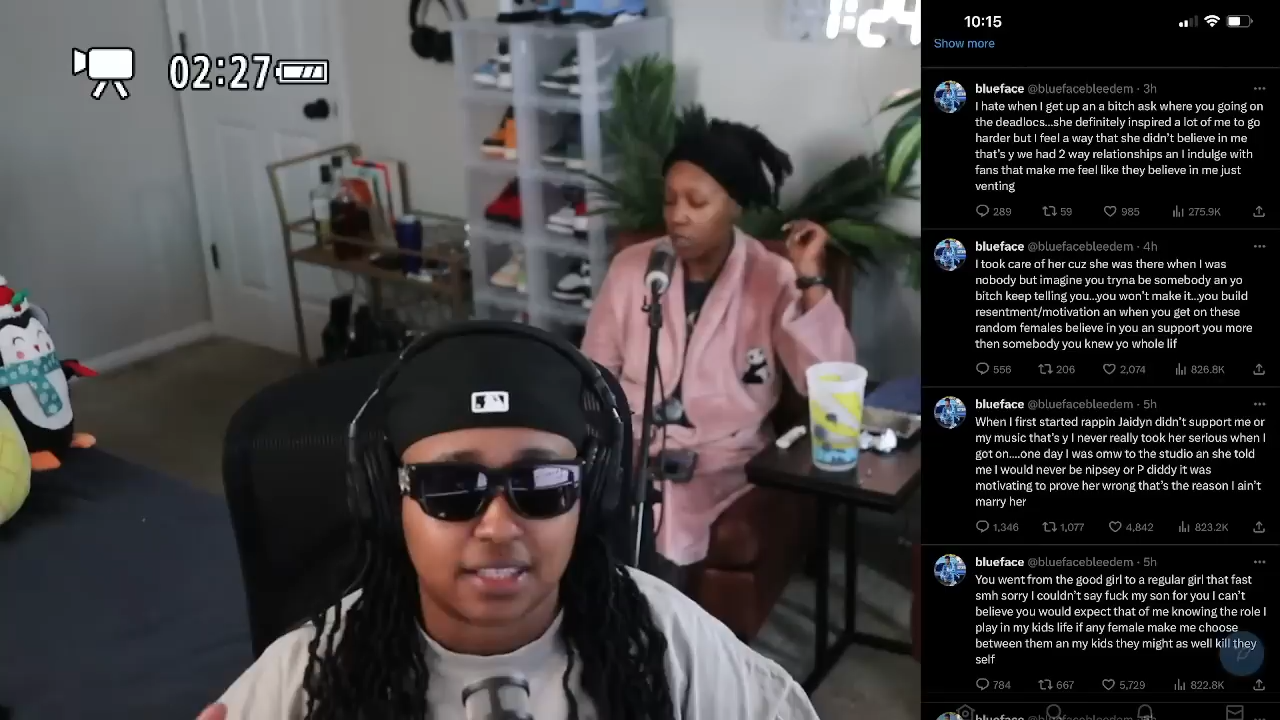 02:27
1:24
10:15
Show more
blueface @bluefacebleedem · 3h
I hate when I get up an a bitch ask where you going on
the deadlocs...she definitely inspired a lot of me to go
harder but I feel a way that she didn't believe in me
that's y we had 2 way relationships an I indulge with
fans that make me feel like they believe in me just
venting
289 59 985 275.9K
blueface @bluefacebleedem · 4h
I took care of her cuz she was there when I was
nobody but imagine you tryna be somebody an yo
bitch keep telling you...you won't make it...you build
resentment/motivation an when you get on these
random females believe in you an support you more
then somebody you knew yo whole lif
556 206 2,074 826.8K
blueface @bluefacebleedem · 5h
When I first started rappin Jaidyn didn't support me or
my music that's y I never really took her serious when I
got on....one day I was omw to the studio an she told
me I would never be nipsey or P diddy it was
motivating to prove her wrong that's the reason I ain't
marry her
1,346 1,077 4,842 823.2K
blueface @bluefacebleedem · 5h
You went from the good girl to a regular girl that fast
smh sorry I couldn't say fuck my son for you I can't
believe you would expect that of me knowing the role I
play in my kids life if any female make me choose
between them an my kids they might as well kill they
self
784 667 5,729 822.8K